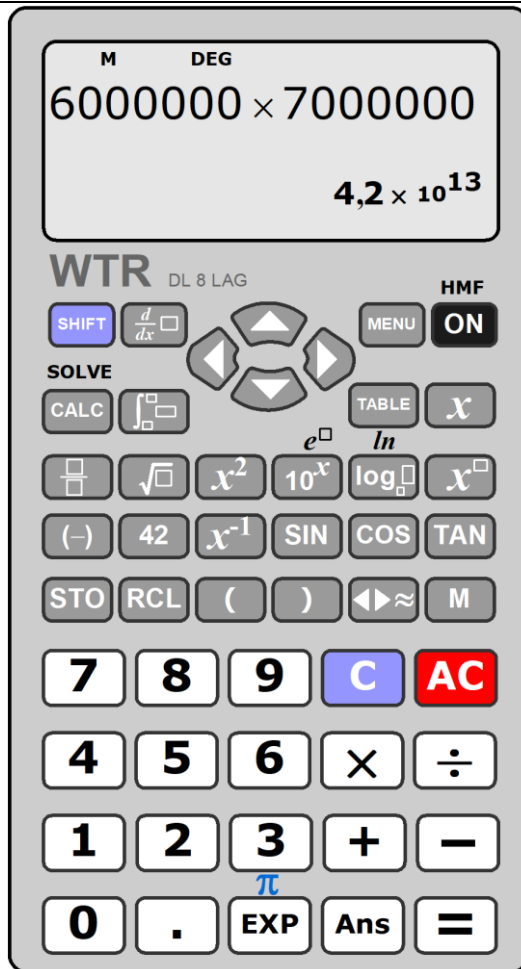 M DEG
6000000 × 7000000
4,2 × 10¹³
WTR DL 8 LAG
HMF
SHIFT d/dx□ MENU ON
SOLVE
CALC ∫□ TABLE x
e□ ln
□/□ √□ x² 10ˣ log□□ x□
(–) 42 x⁻¹ SIN COS TAN
STO RCL ( ) ◀▶≈ M
7 8 9 C AC
4 5 6 × ÷
1 2 3 + −
π
0 . EXP Ans =